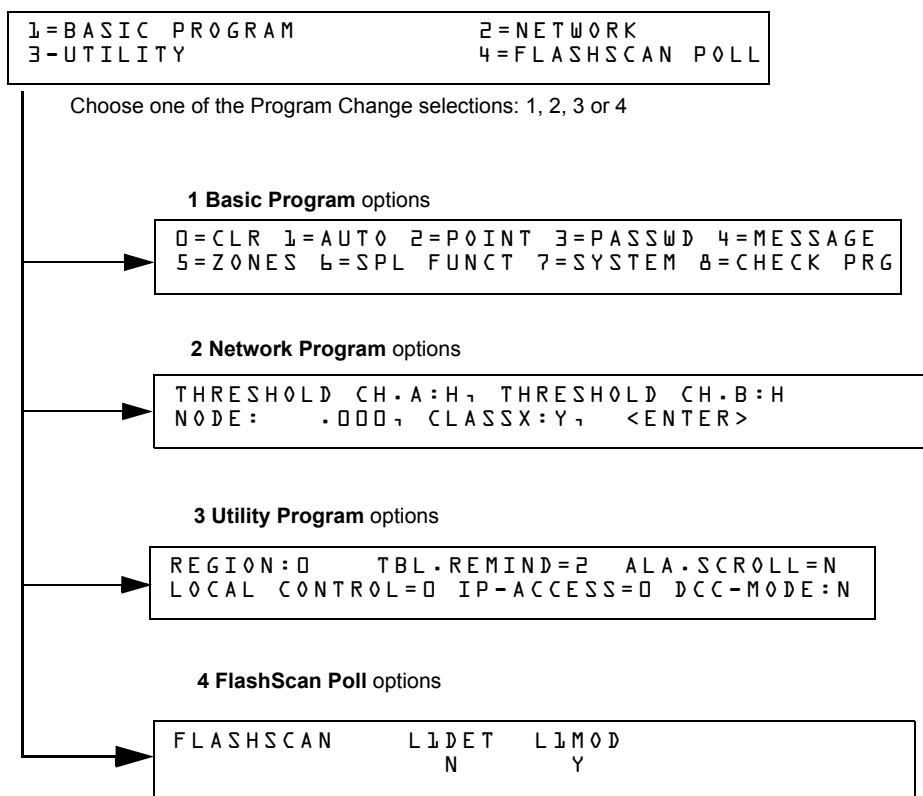 1=BASIC PROGRAM 2=NETWORK
3-UTILITY 4=FLASHSCAN POLL
Choose one of the Program Change selections: 1, 2, 3 or 4
1 Basic Program options
0=CLR 1=AUTO 2=POINT 3=PASSWD 4=MESSAGE
5=ZONES 6=SPL FUNCT 7=SYSTEM 8=CHECK PRG
2 Network Program options
THRESHOLD CH.A:H, THRESHOLD CH.B:H
NODE: .000, CLASSX:Y, <ENTER>
3 Utility Program options
REGION:0 TBL.REMIND=2 ALA.SCROLL=N
LOCAL CONTROL=0 IP-ACCESS=0 DCC-MODE:N
4 FlashScan Poll options
FLASHSCAN L1DET L1MOD
N Y